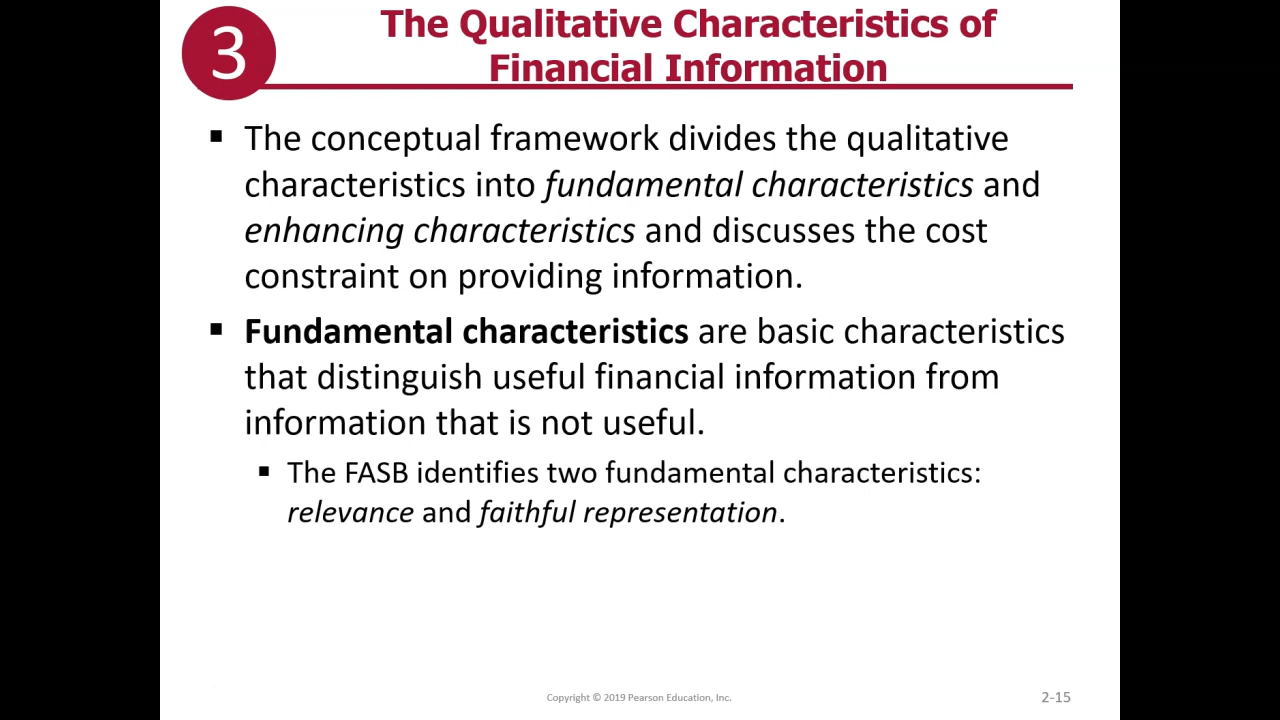 3
The Qualitative Characteristics of
Financial Information
▪ The conceptual framework divides the qualitative
characteristics into fundamental characteristics and
enhancing characteristics and discusses the cost
constraint on providing information.
▪ Fundamental characteristics are basic characteristics
that distinguish useful financial information from
information that is not useful.
▪ The FASB identifies two fundamental characteristics:
relevance and faithful representation.
Copyright © 2019 Pearson Education, Inc.
2-15